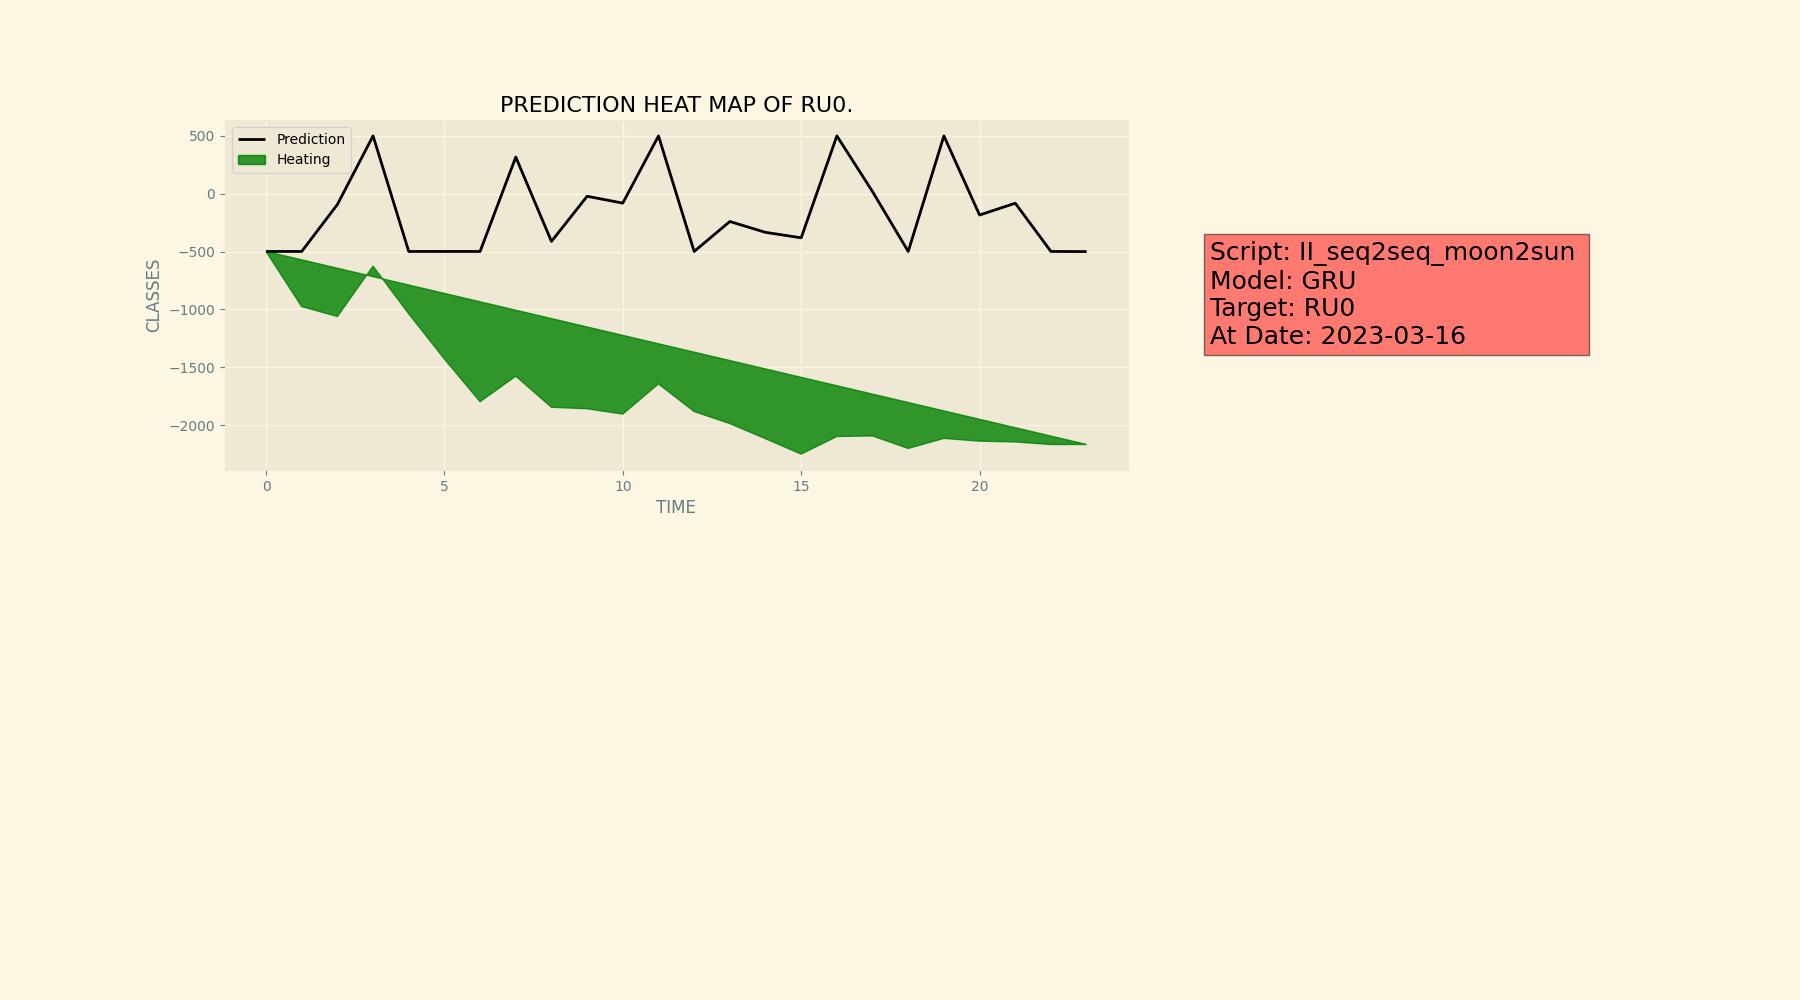 PREDICTION HEAT MAP OF RU0.
Prediction
Heating
500
0
−500
−1000
−1500
−2000
CLASSES
0 5 10 15 20
TIME
Script: II_seq2seq_moon2sun
Model: GRU
Target: RU0
At Date: 2023-03-16